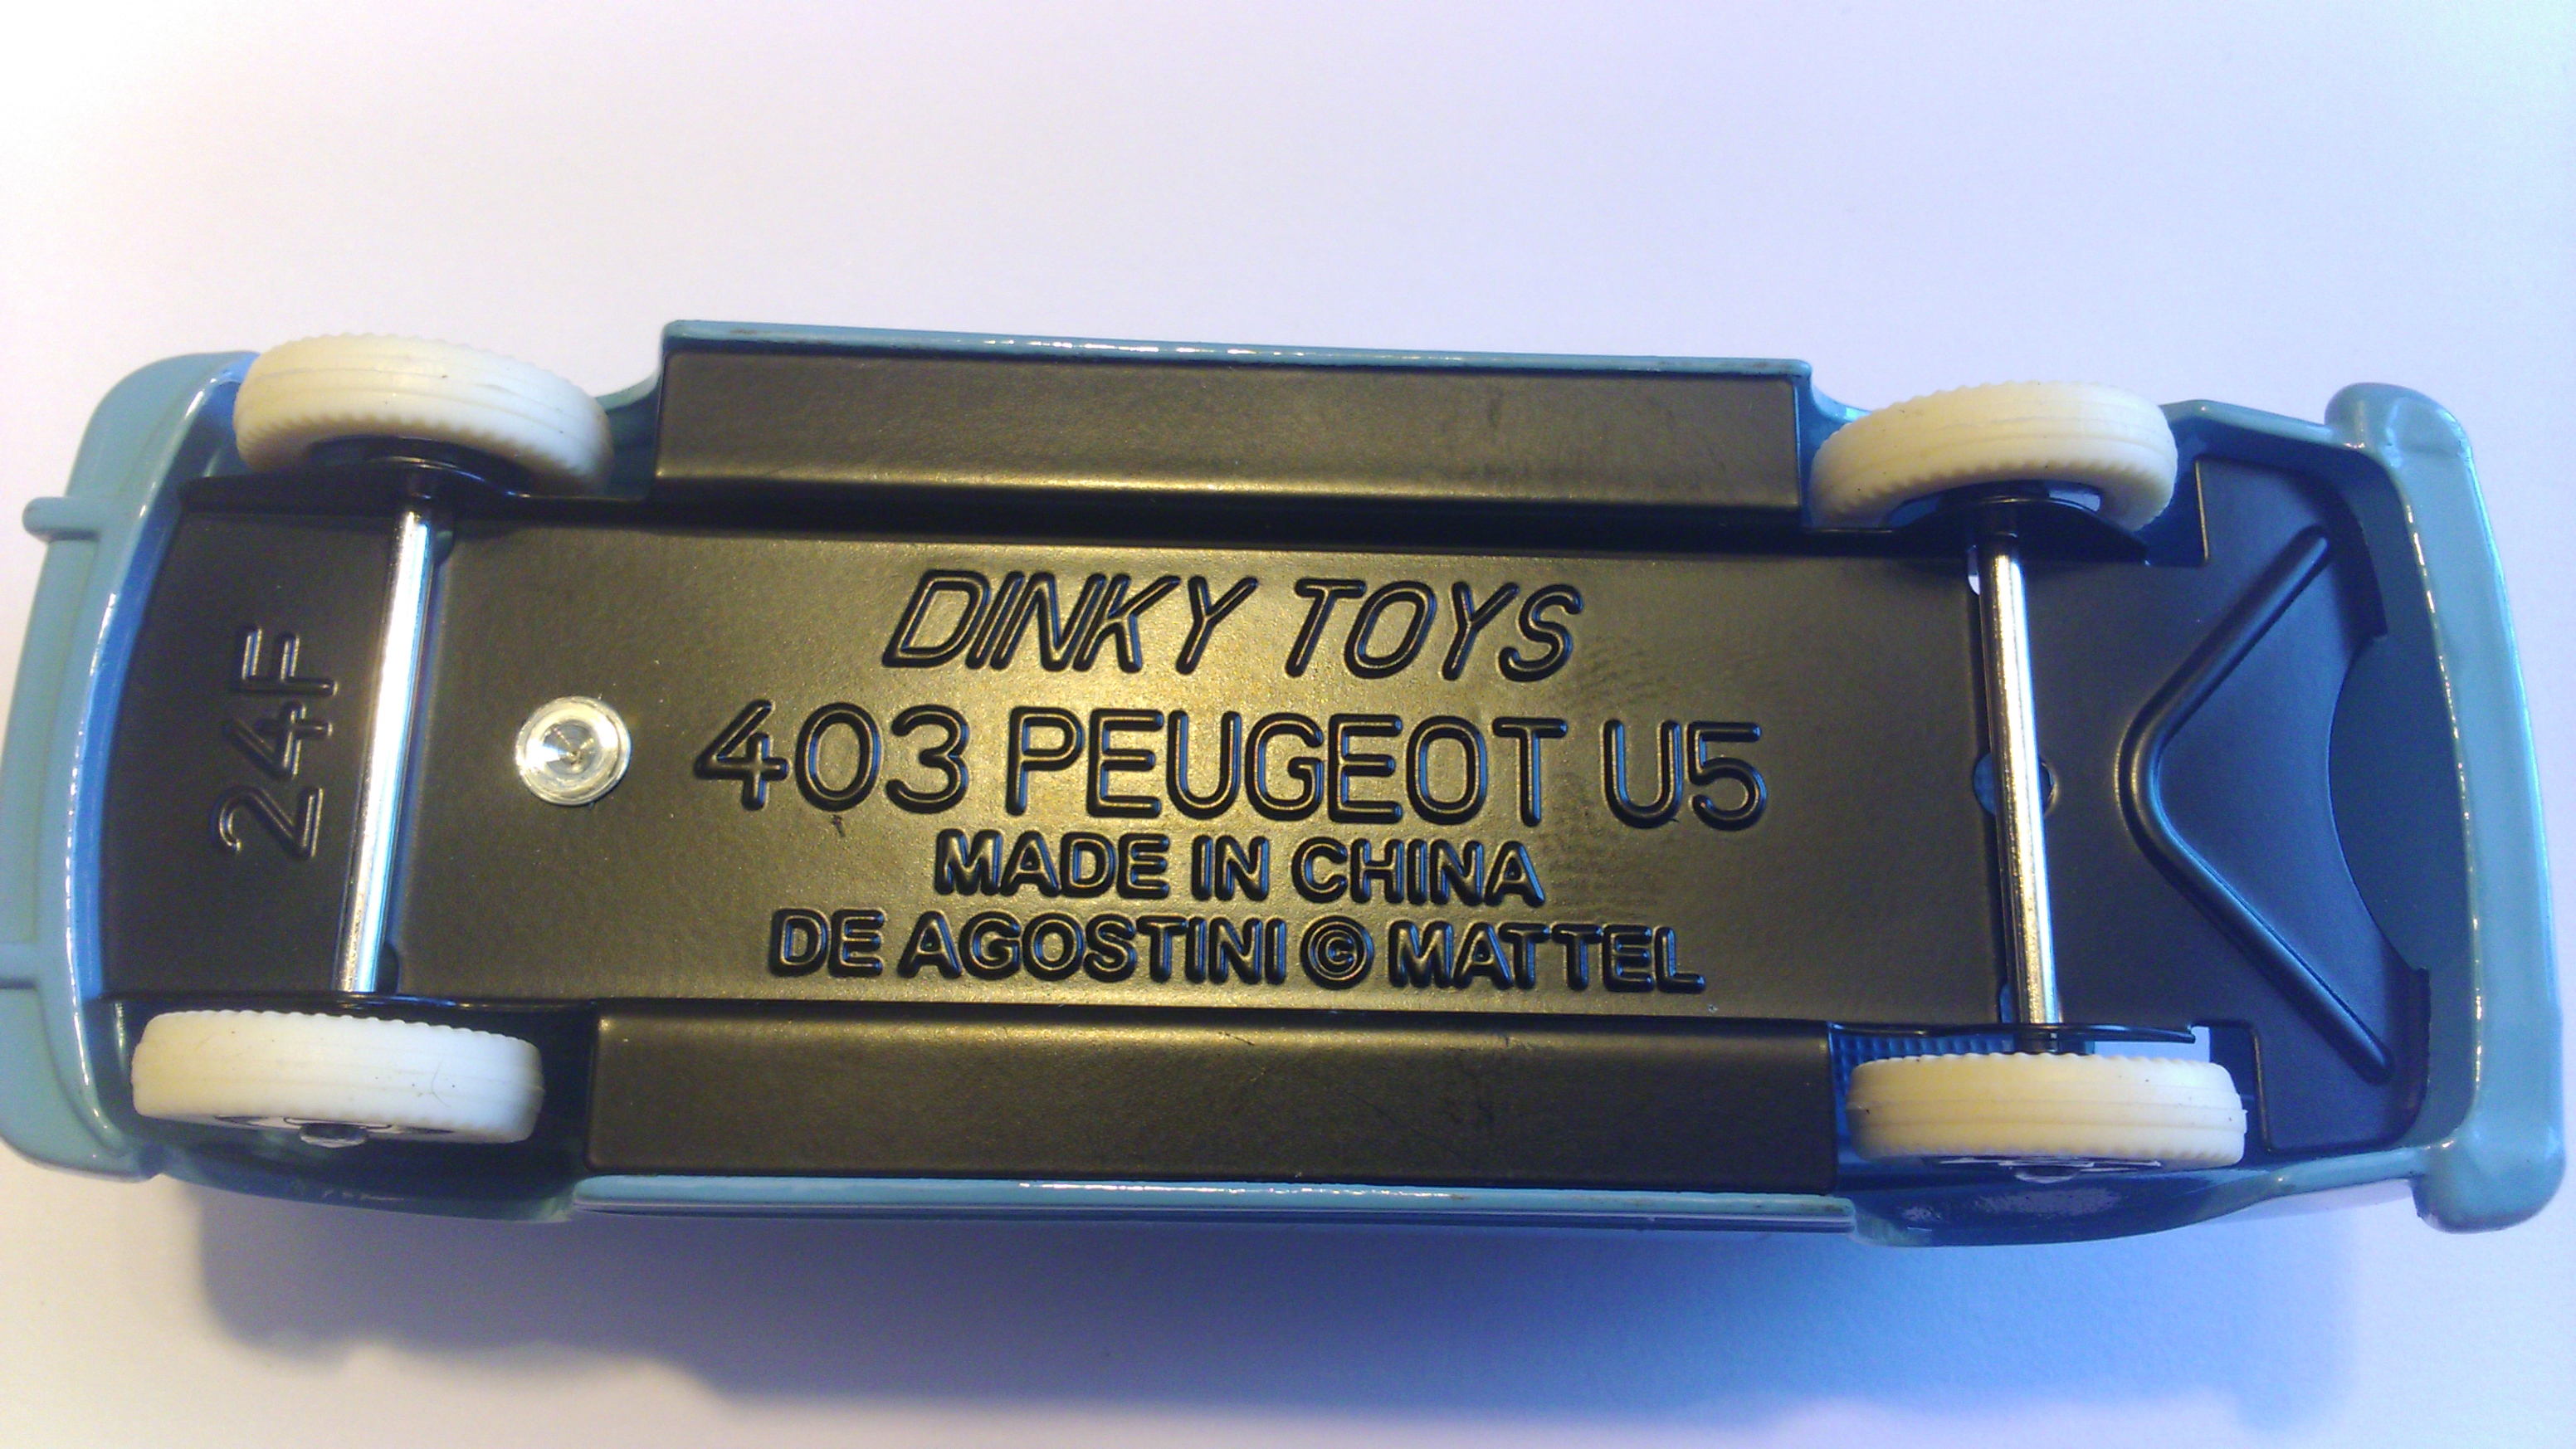 DINKY TOYS
403 PEUGEOT U5
MADE IN CHINA
DE AGOSTINI © MATTEL
24F